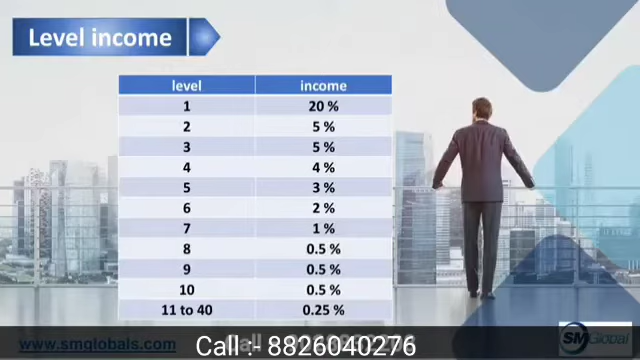 Level income
level income
1 20 %
2 5 %
3 5 %
4 4 %
5 3 %
6 2 %
7 1 %
8 0.5 %
9 0.5 %
10 0.5 %
11 to 40 0.25 %
SM Global
www.smglobals.com
Call :- 8826040276